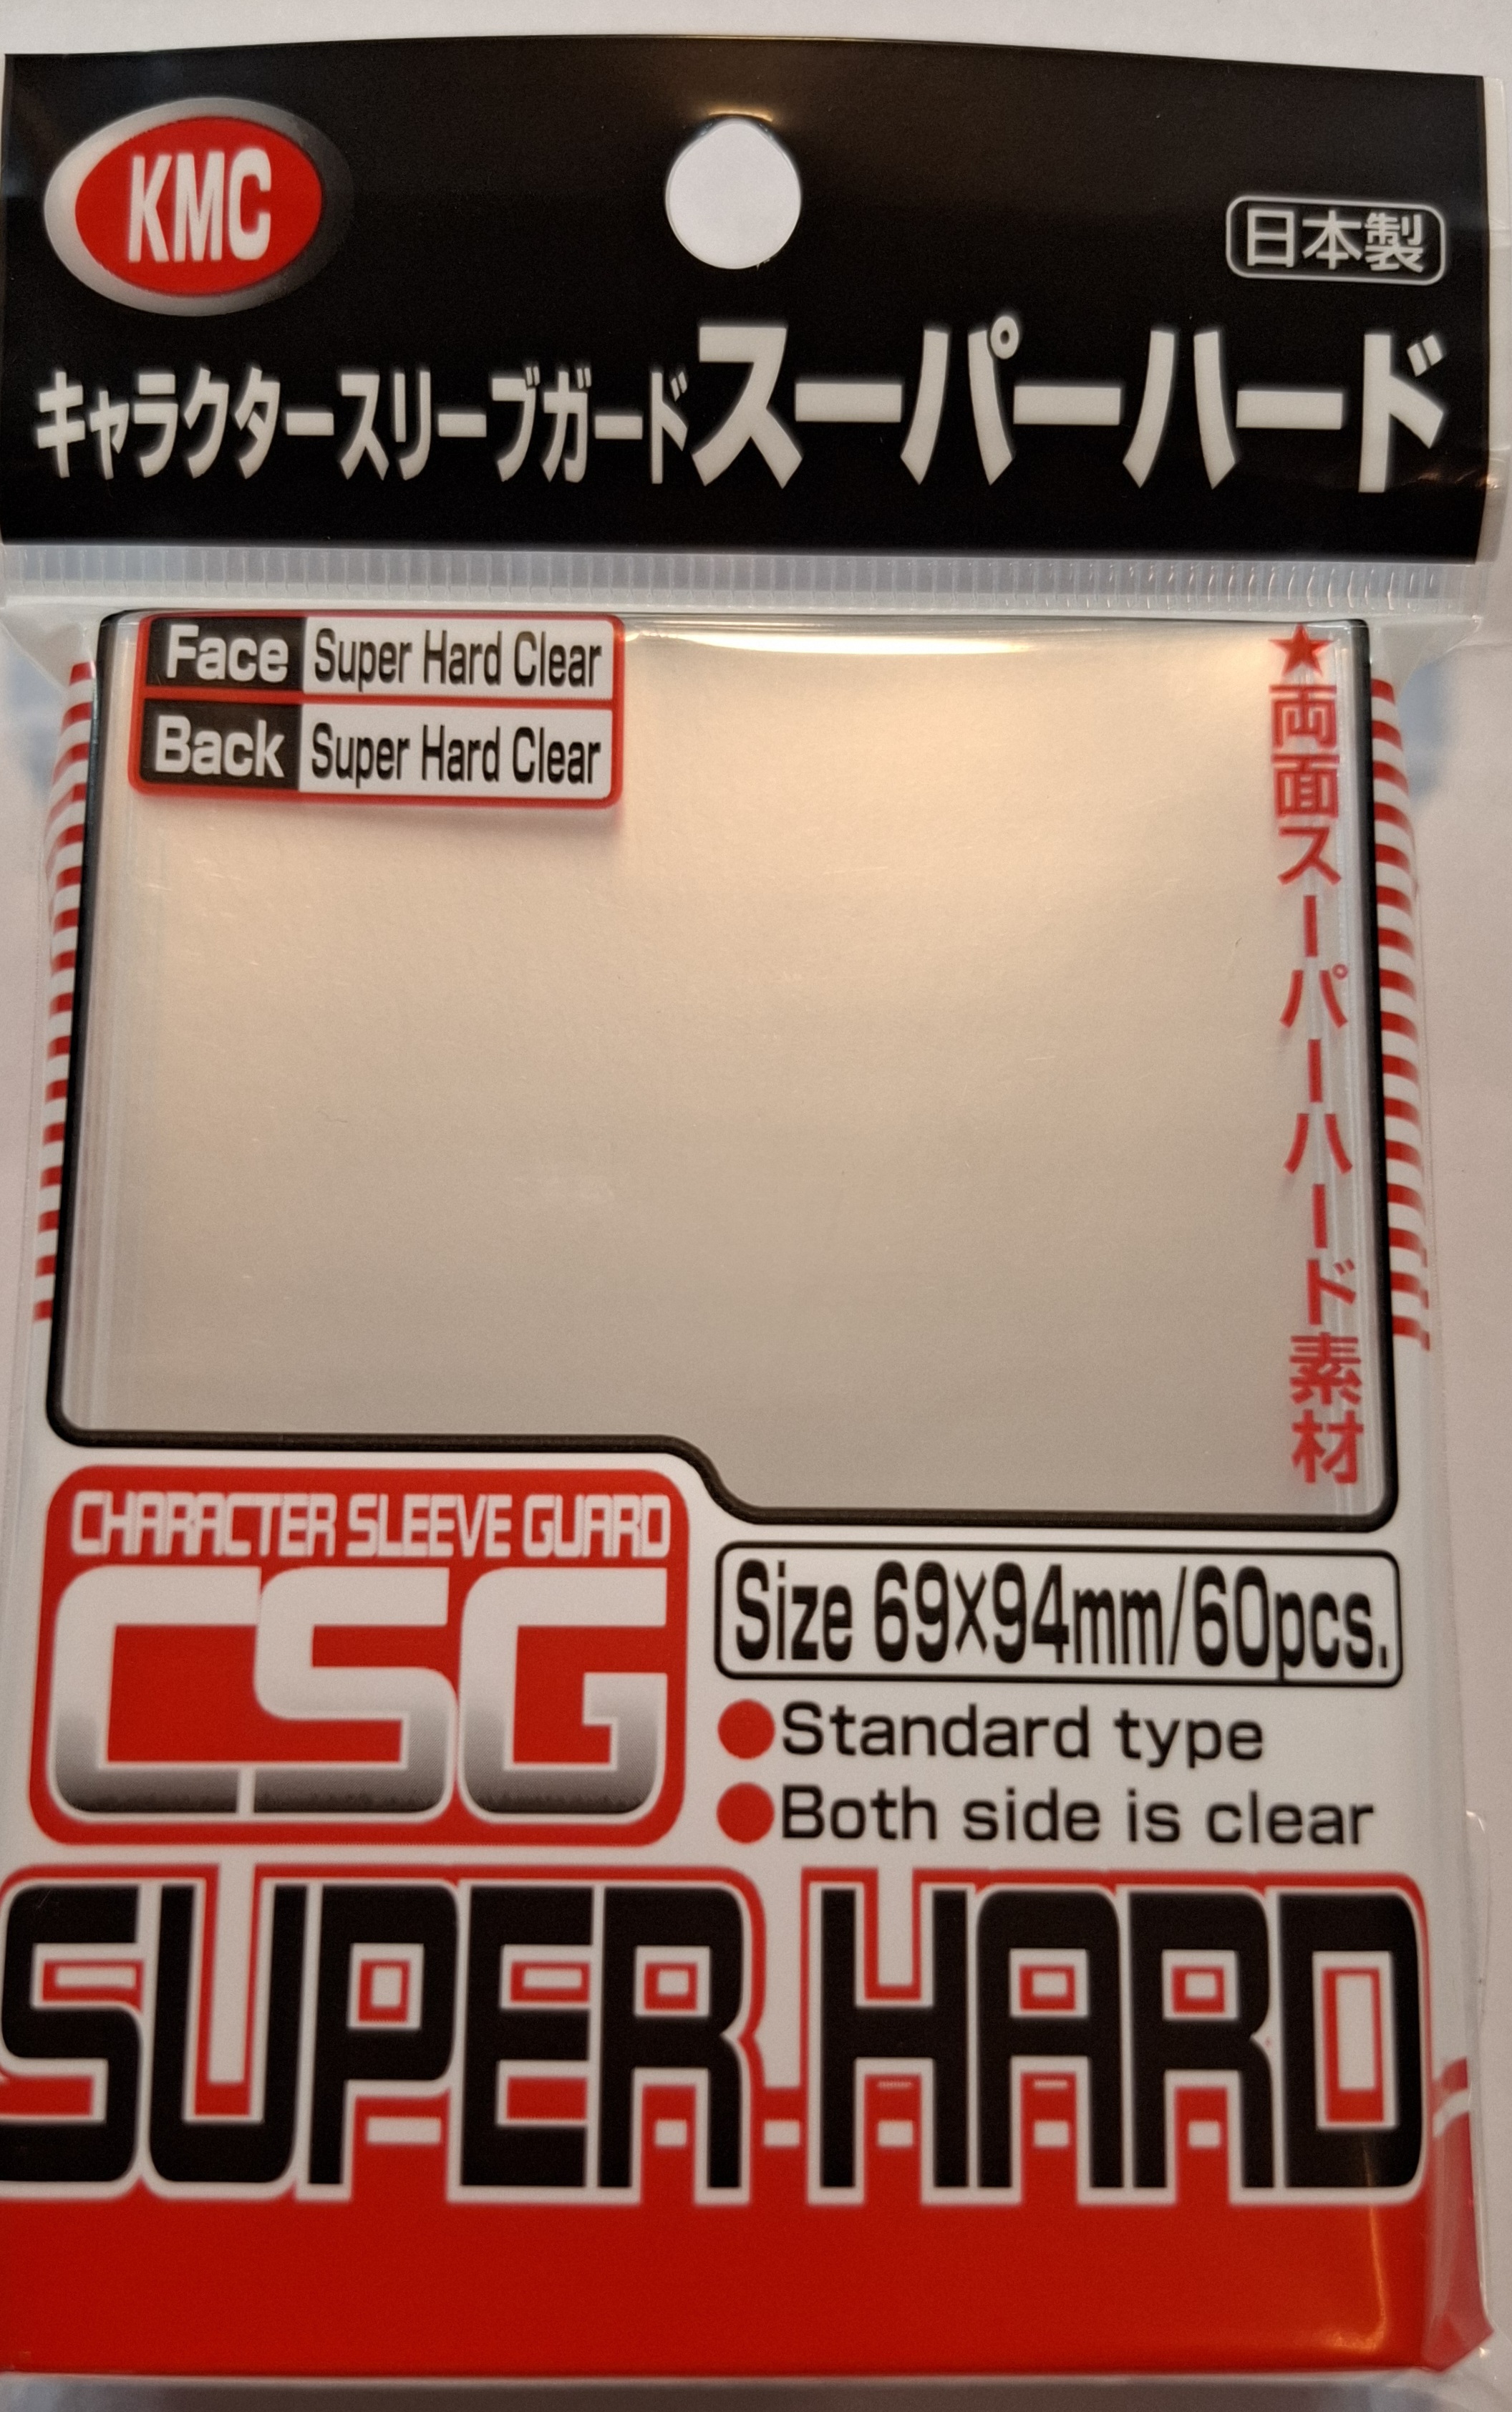 KMC
日本製
キャラクタースリーブガードスーパーハード
Face Super Hard Clear
Back Super Hard Clear
★両面スーパーハード素材
CHARACTER SLEEVE GUARD
CSG
Size 69×94mm/60pcs.
●Standard type
●Both side is clear
SUPER HARD